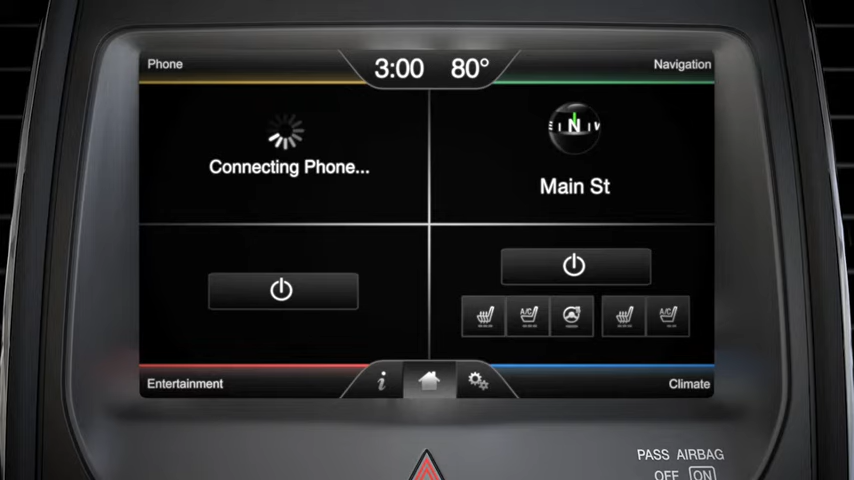 Phone
3:00 80°
Navigation
Connecting Phone...
N
Main St
A/C
A/C
Entertainment
i
Climate
PASS AIRBAG
OFF ON